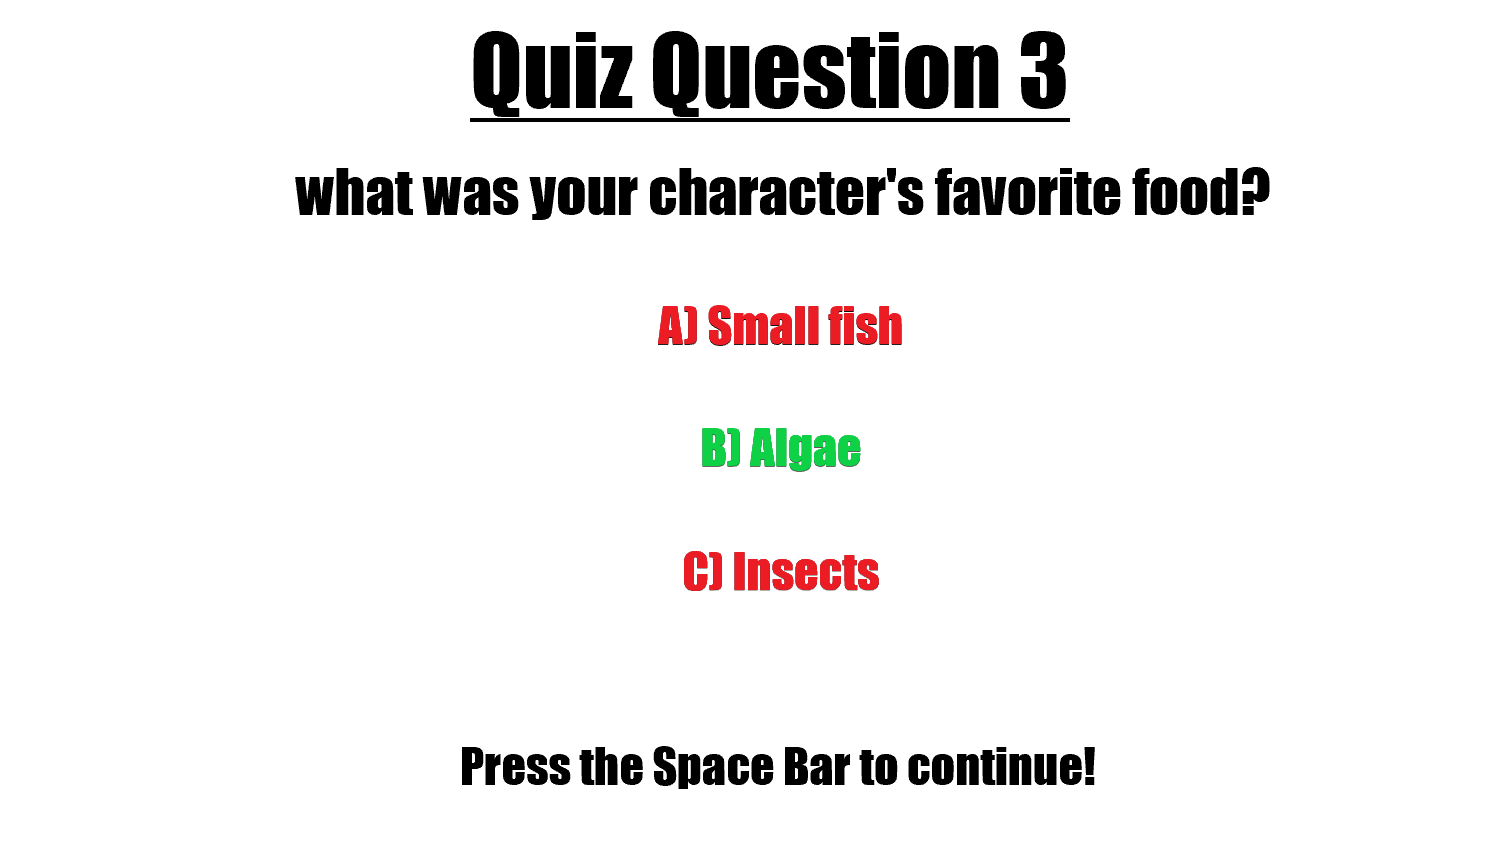 Quiz Question 3
what was your character's favorite food?
A) Small fish
B) Algae
C) Insects
Press the Space Bar to continue!